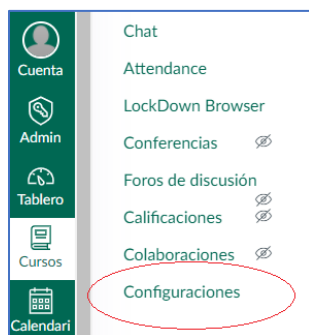 Cuenta
Admin
Tablero
Cursos
Calendari
Chat
Attendance
LockDown Browser
Conferencias
Foros de discusión
Calificaciones
Colaboraciones
Configuraciones